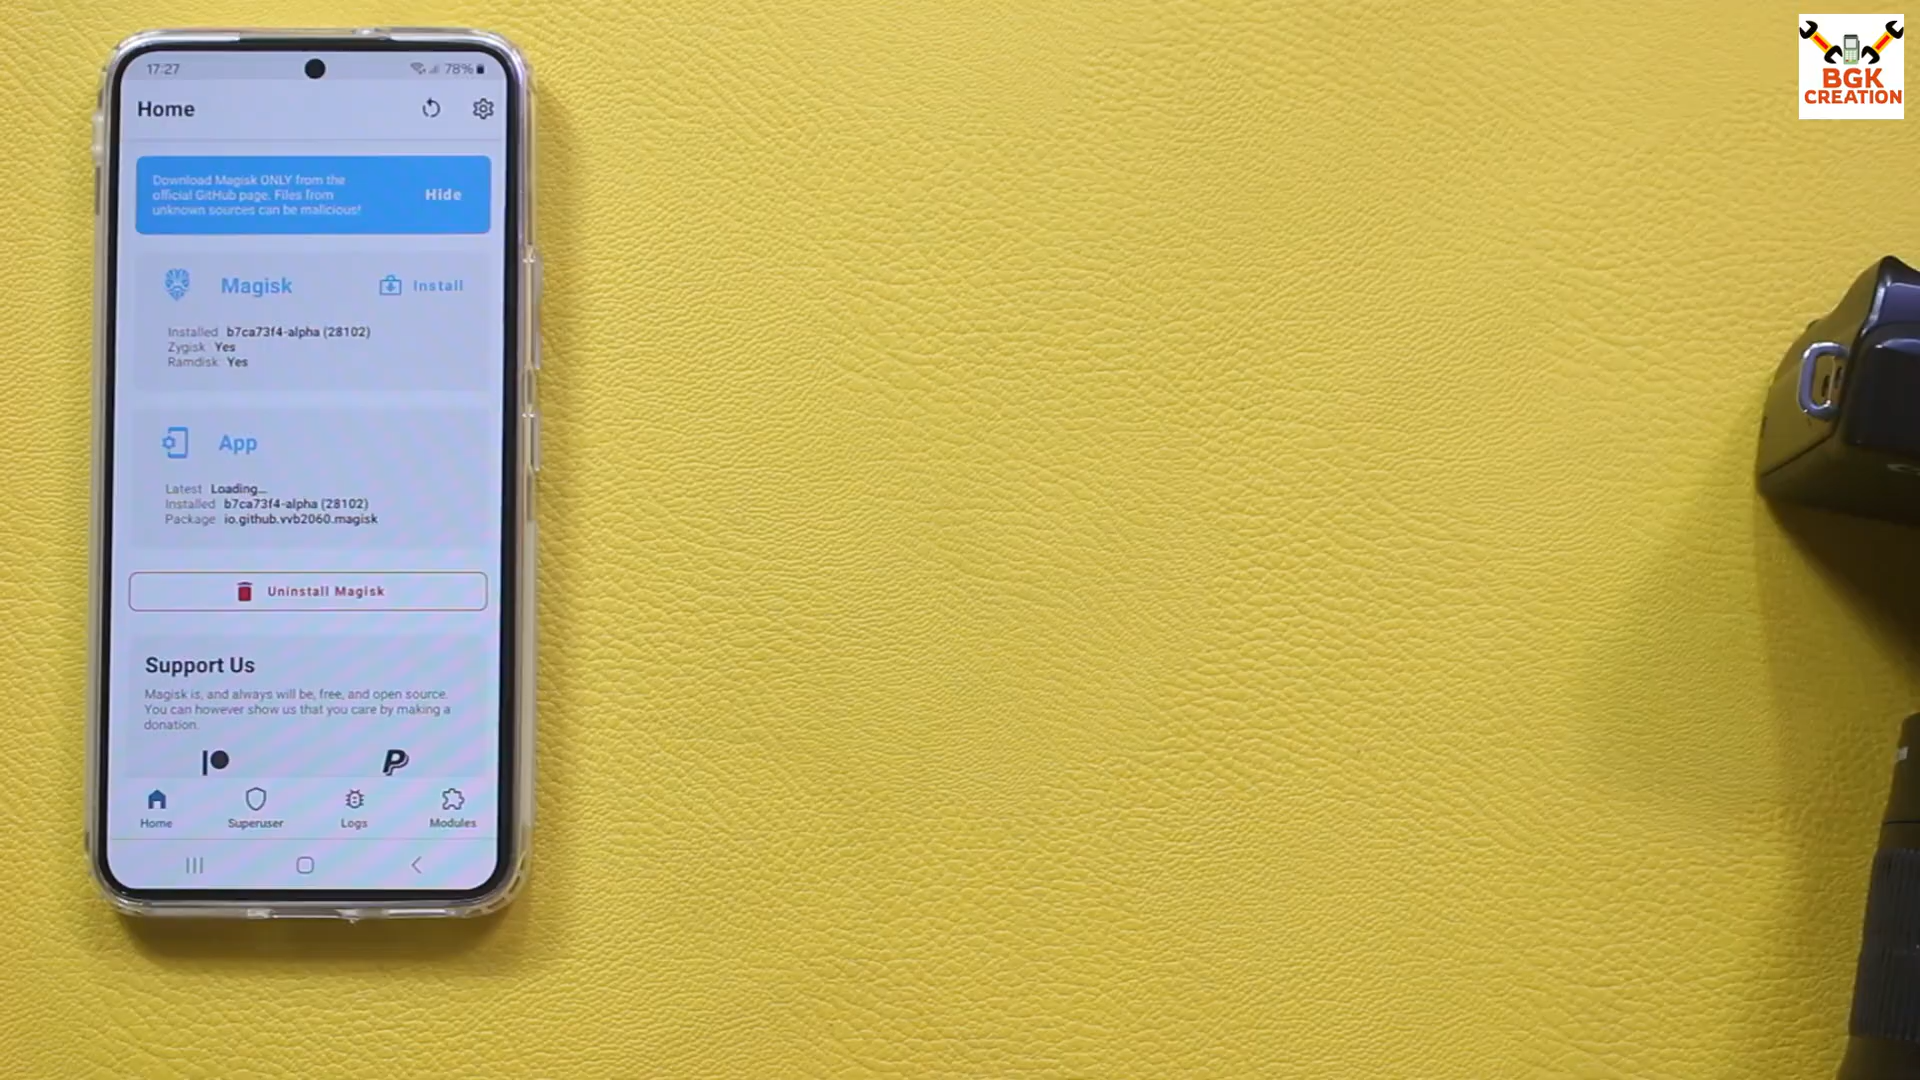 17:27
78%
Home
Download Magisk ONLY from the
official GitHub page. Files from
unknown sources can be malicious!
Hide
Magisk
Install
Installed b7ca73f4-alpha (28102)
Zygisk Yes
Ramdisk Yes
App
Latest Loading...
Installed b7ca73f4-alpha (28102)
Package io.github.vvb2060.magisk
Uninstall Magisk
Support Us
Magisk is, and always will be, free, and open source.
You can however show us that you care by making a
donation.
Home
Superuser
Logs
Modules
BGK
CREATION